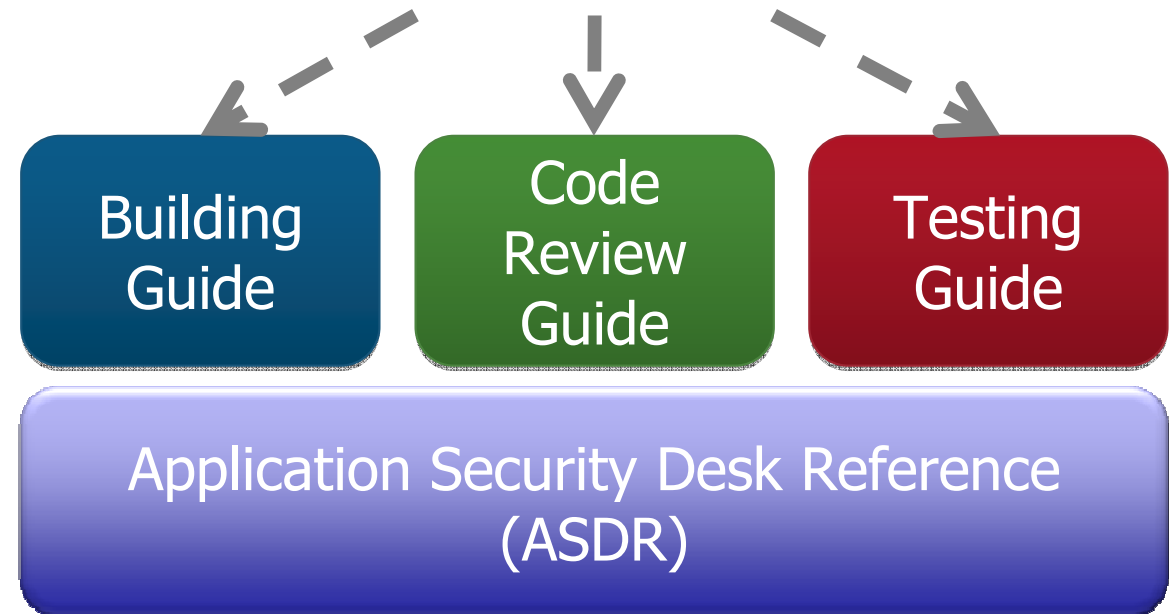 Building
Guide
Code
Review
Guide
Testing
Guide
Application Security Desk Reference
(ASDR)